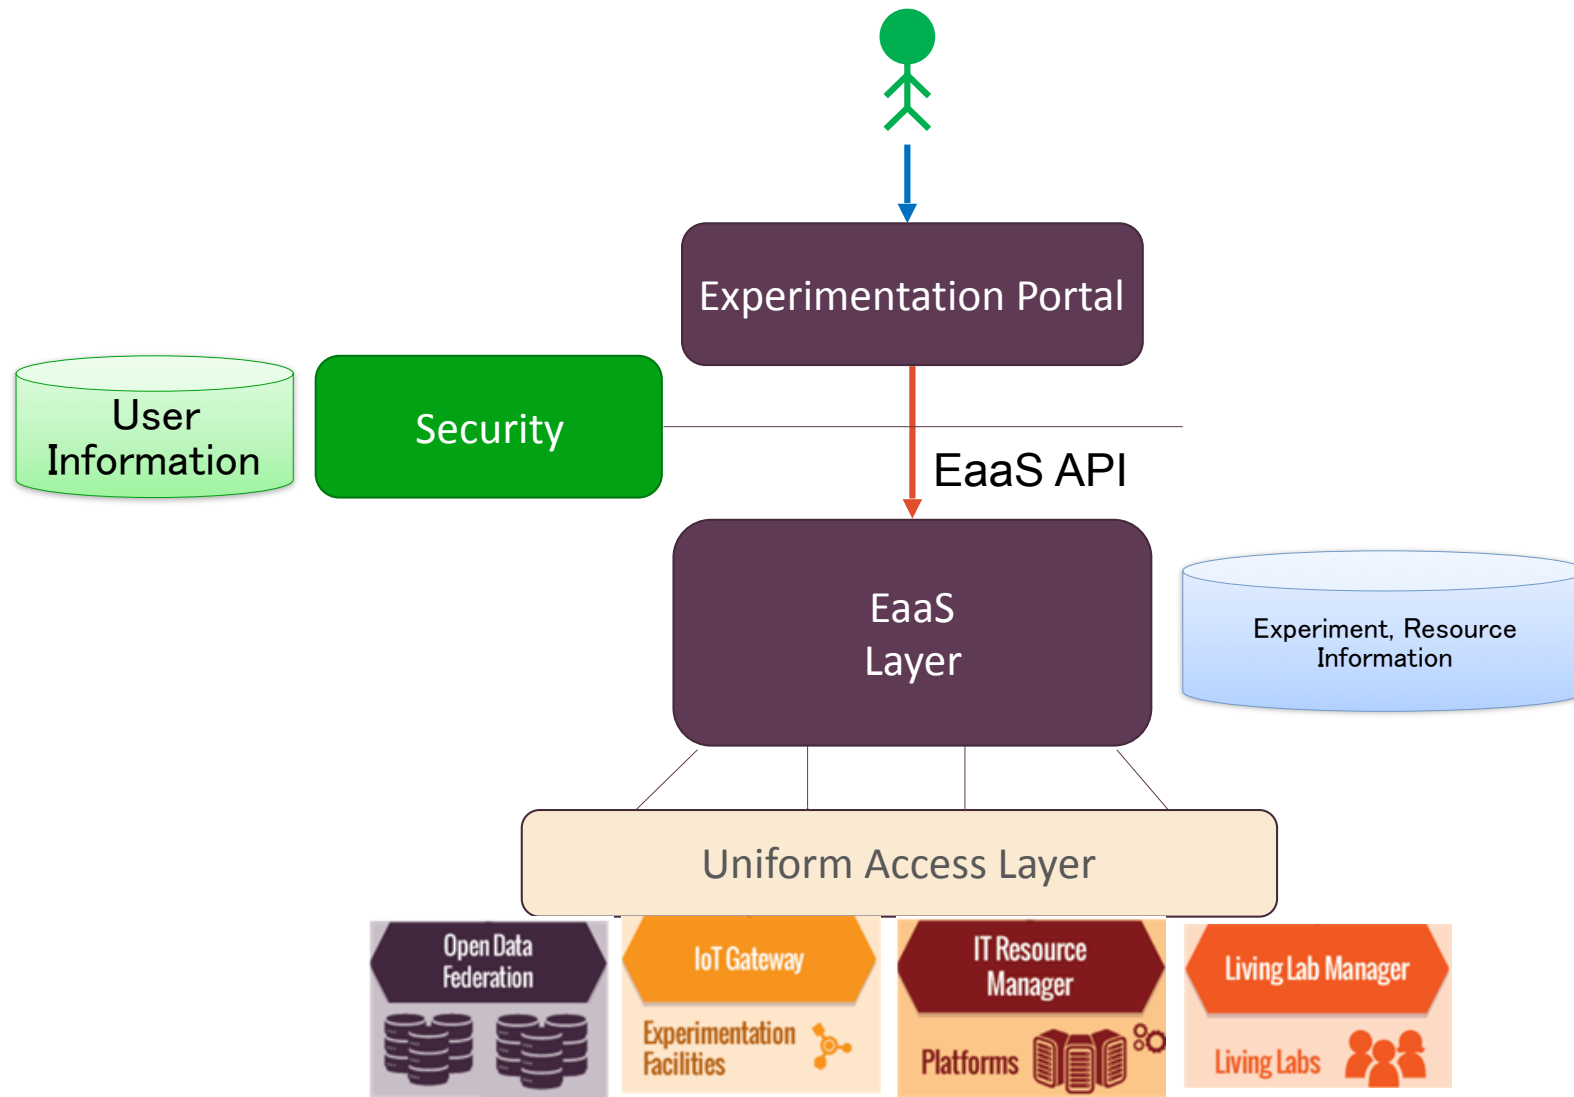 Experimentation Portal
User
Information
Security
EaaS API
EaaS
Layer
Experiment, Resource
Information
Uniform Access Layer
Open Data
Federation
IoT Gateway
Experimentation
Facilities
IT Resource
Manager
Platforms
Living Lab Manager
Living Labs